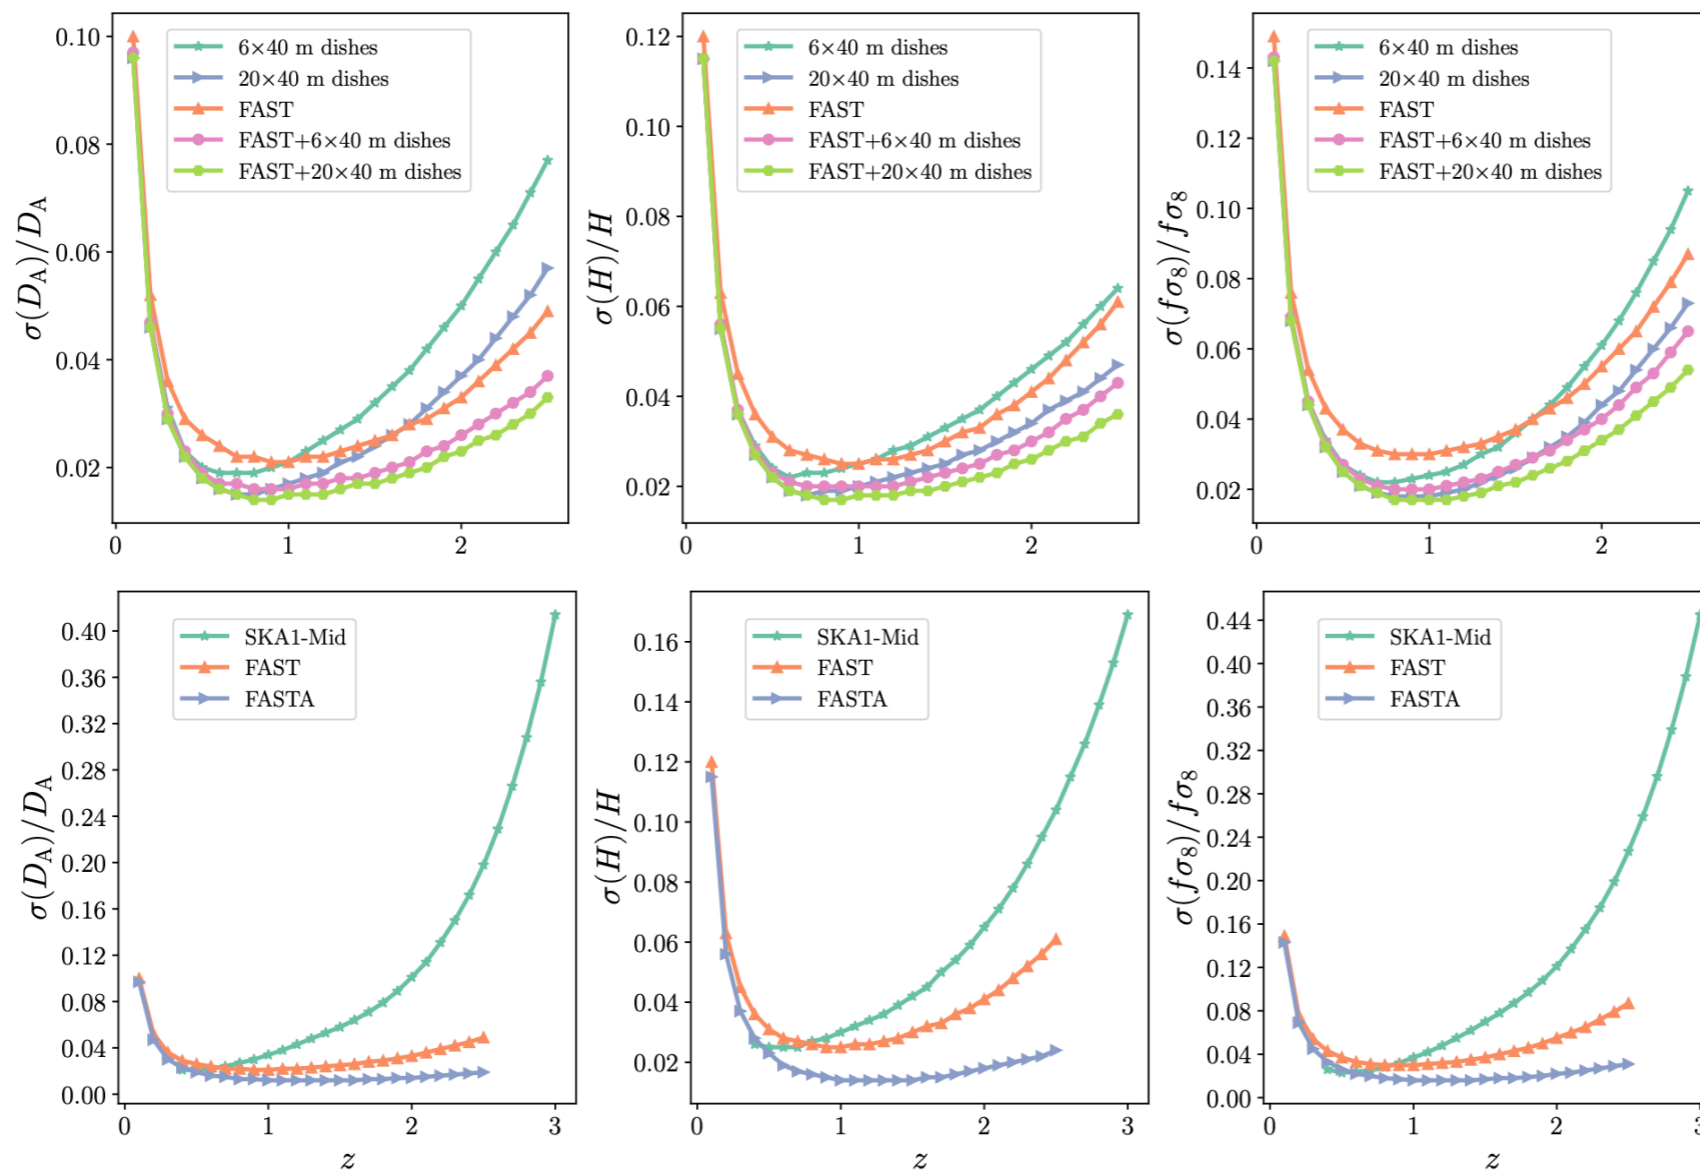 σ(D_A)/D_A
0.10
0.08
0.06
0.04
0.02
0
1
2
6×40 m dishes
20×40 m dishes
FAST
FAST+6×40 m dishes
FAST+20×40 m dishes
σ(H)/H
0.12
0.10
0.08
0.06
0.04
0.02
0
1
2
6×40 m dishes
20×40 m dishes
FAST
FAST+6×40 m dishes
FAST+20×40 m dishes
σ(fσ₈)/fσ₈
0.14
0.12
0.10
0.08
0.06
0.04
0.02
0
1
2
6×40 m dishes
20×40 m dishes
FAST
FAST+6×40 m dishes
FAST+20×40 m dishes
σ(D_A)/D_A
0.40
0.36
0.32
0.28
0.24
0.20
0.16
0.12
0.08
0.04
0.00
0
1
2
3
z
SKA1-Mid
FAST
FASTA
σ(H)/H
0.16
0.14
0.12
0.10
0.08
0.06
0.04
0.02
0
1
2
3
z
SKA1-Mid
FAST
FASTA
σ(fσ₈)/fσ₈
0.44
0.40
0.36
0.32
0.28
0.24
0.20
0.16
0.12
0.08
0.04
0.00
0
1
2
3
z
SKA1-Mid
FAST
FASTA